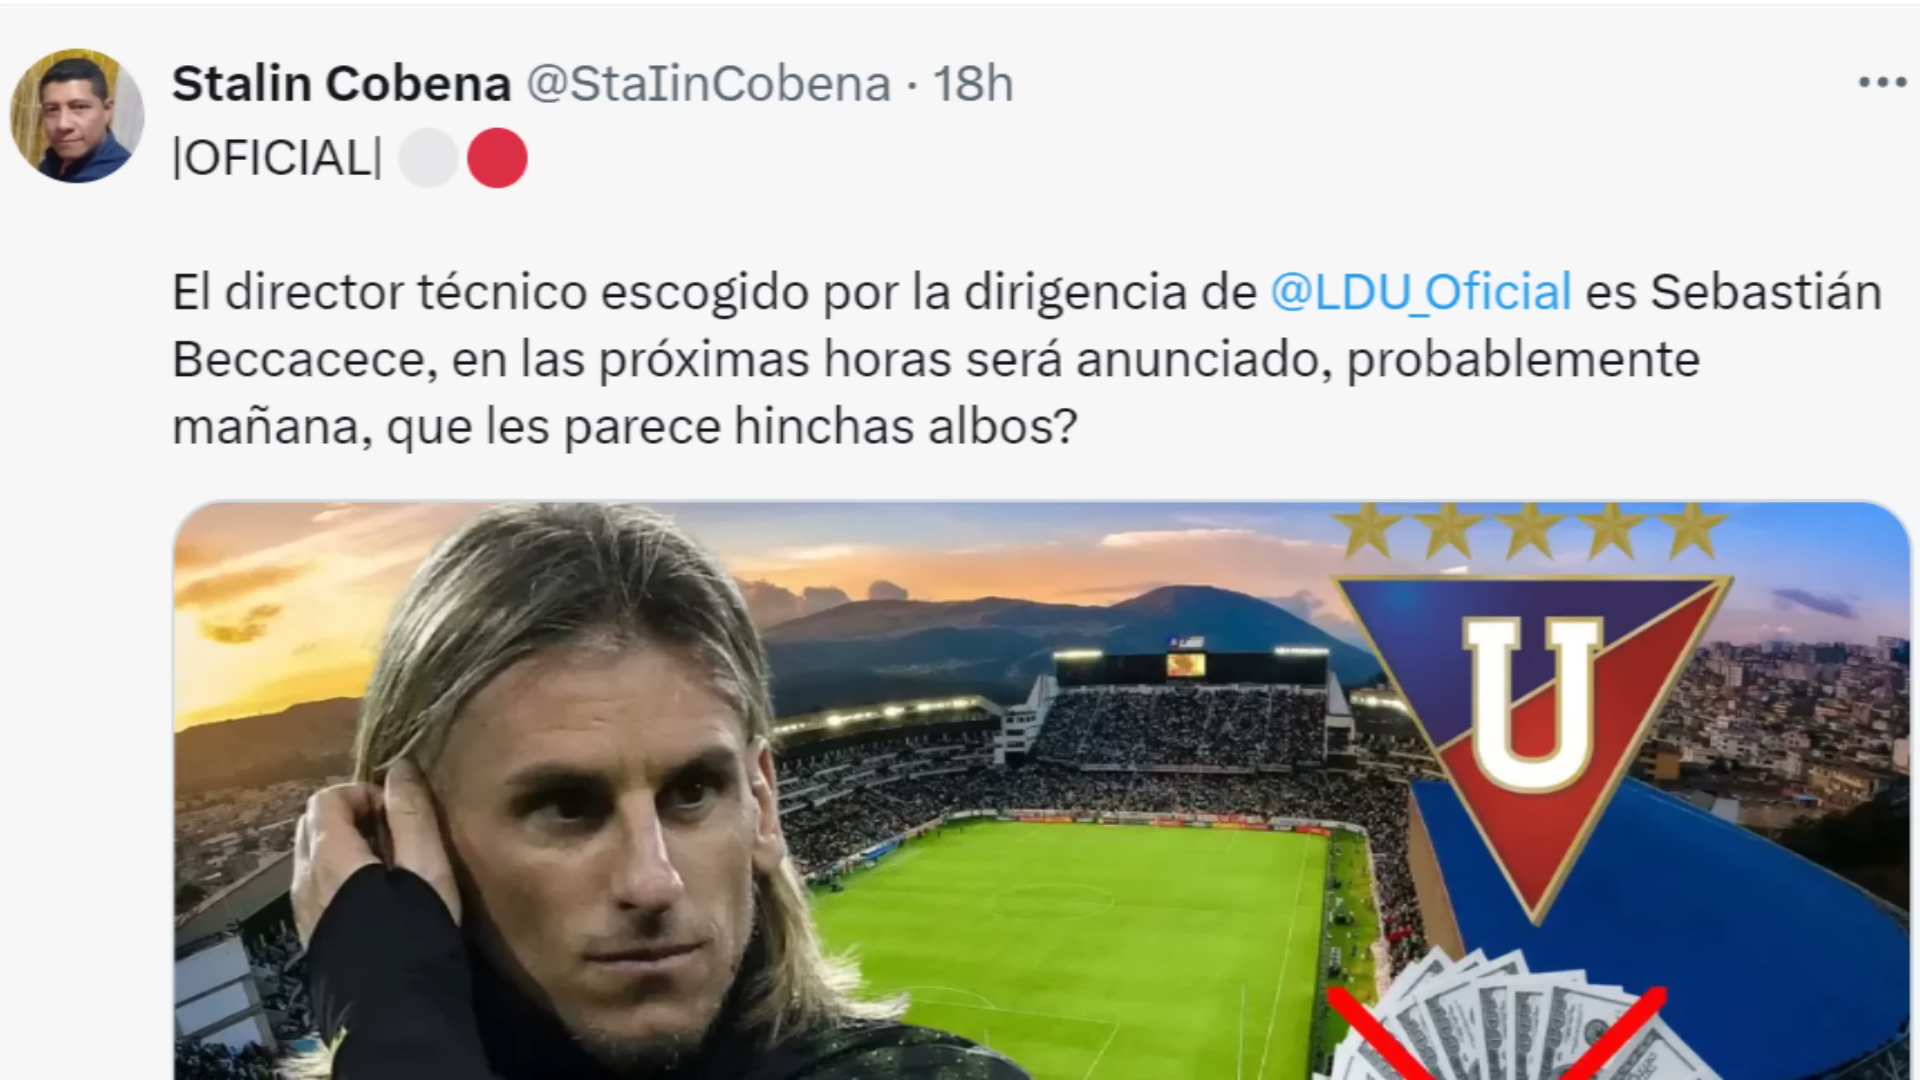 Stalin Cobena @StaIinCobena · 18h
|OFICIAL|
El director técnico escogido por la dirigencia de @LDU_Oficial es Sebastián
Beccacece, en las próximas horas será anunciado, probablemente
mañana, que les parece hinchas albos?
U